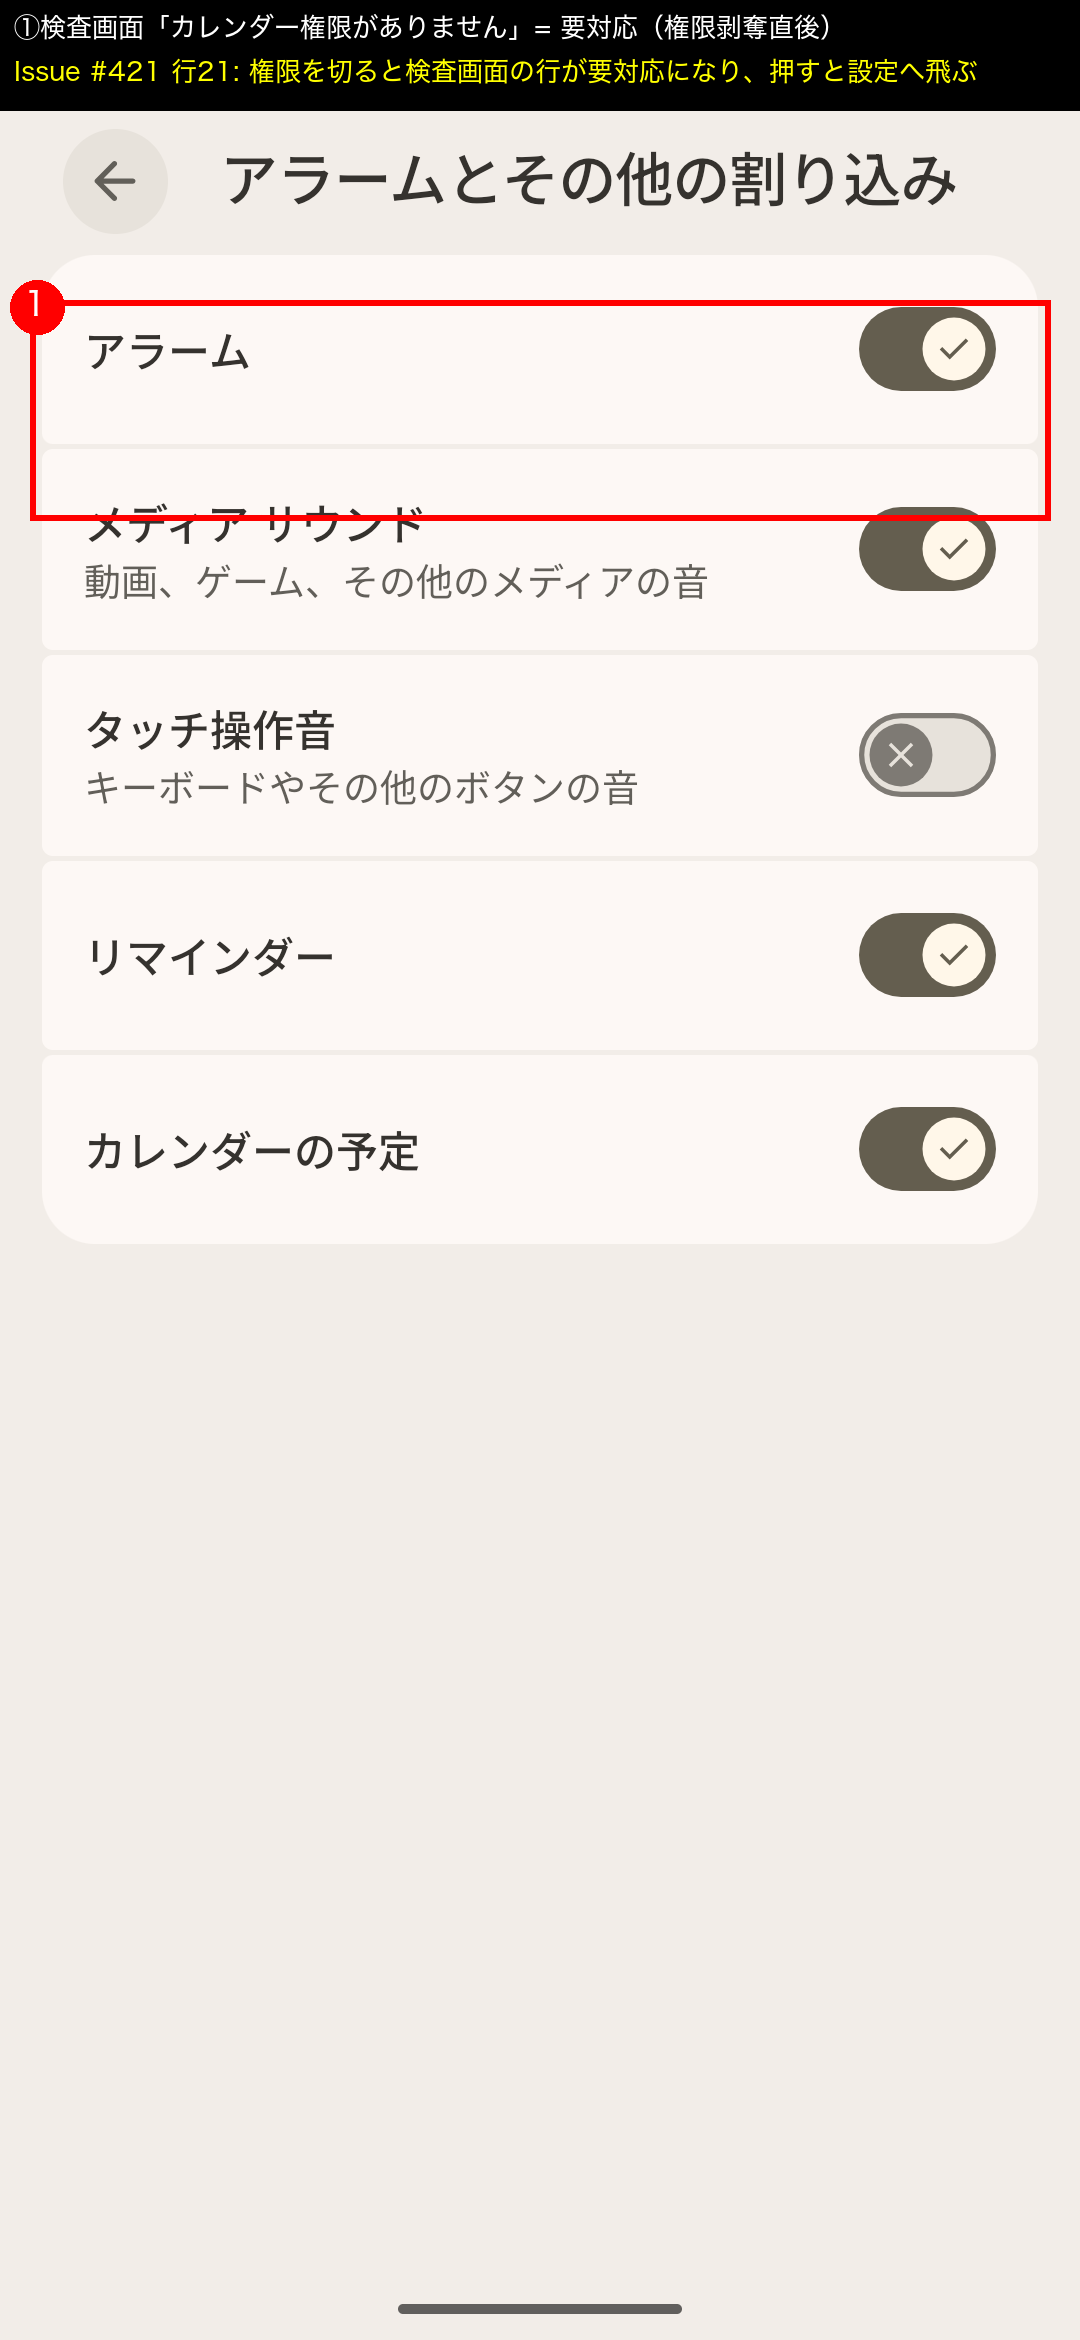 ①検査画面「カレンダー権限がありません」= 要対応（権限剥奪直後）
Issue #421 行21: 権限を切ると検査画面の行が要対応になり、押すと設定へ飛ぶ
アラームとその他の割り込み
1
アラーム
メディア サウンド
動画、ゲーム、その他のメディアの音
タッチ操作音
キーボードやその他のボタンの音
リマインダー
カレンダーの予定